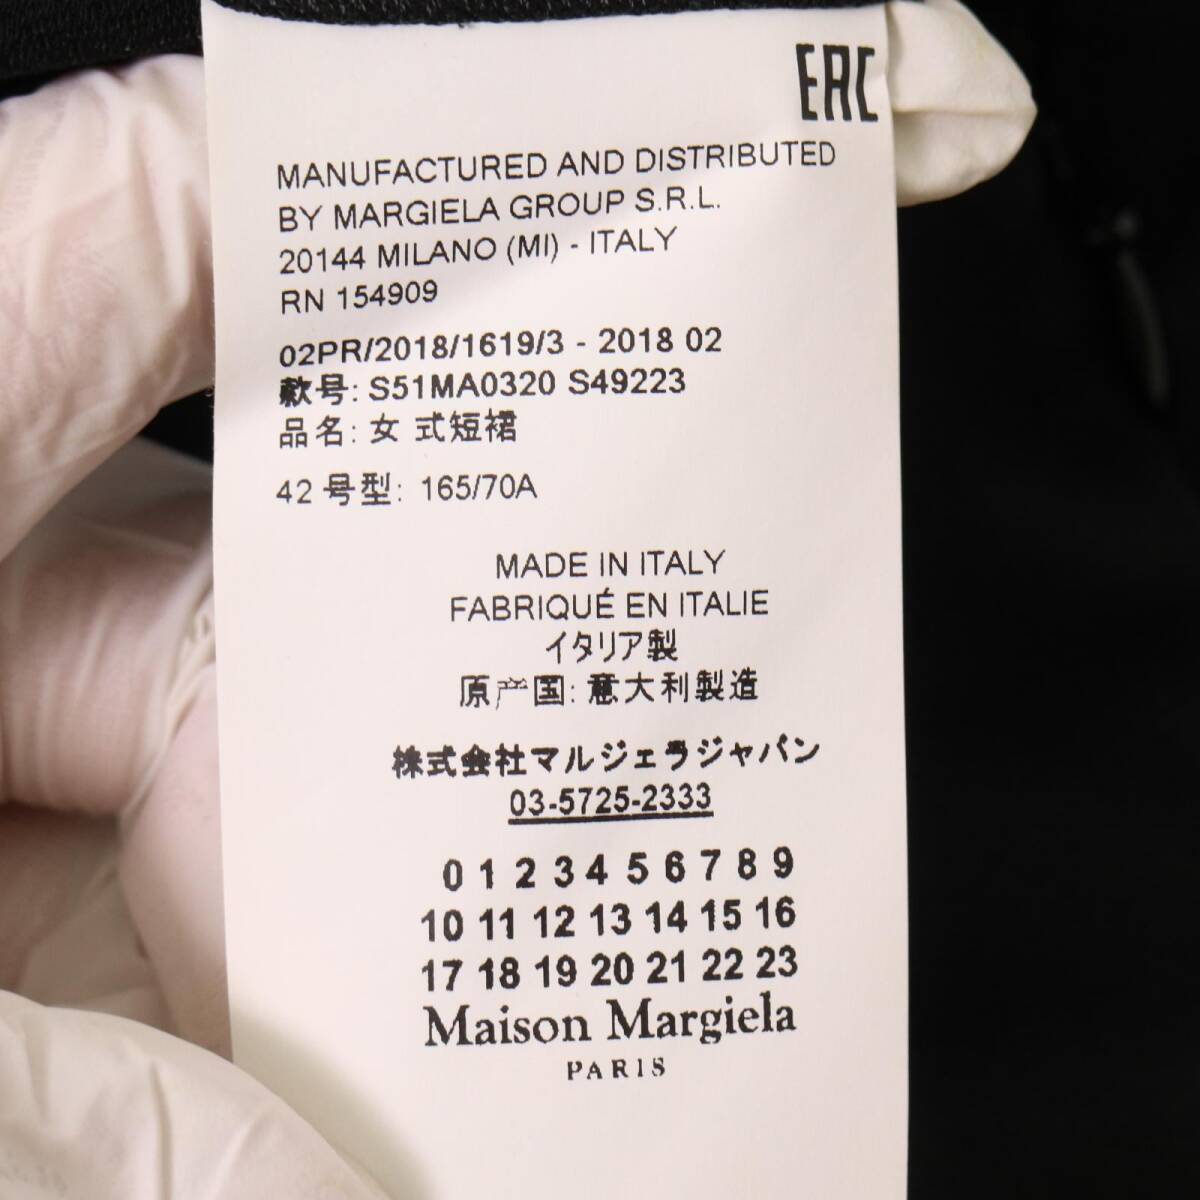 EAC
MANUFACTURED AND DISTRIBUTED
BY MARGIELA GROUP S.R.L.
20144 MILANO (MI) - ITALY
RN 154909
02PR/2018/1619/3 - 2018 02
款号: S51MA0320 S49223
品名: 女 式短裙
42 号型: 165/70A
MADE IN ITALY
FABRIQUÉ EN ITALIE
イタリア製
原产国: 意大利製造
株式会社マルジェラジャパン
03-5725-2333
0 1 2 3 4 5 6 7 8 9
10 11 12 13 14 15 16
17 18 19 20 21 22 23
Maison Margiela
PARIS